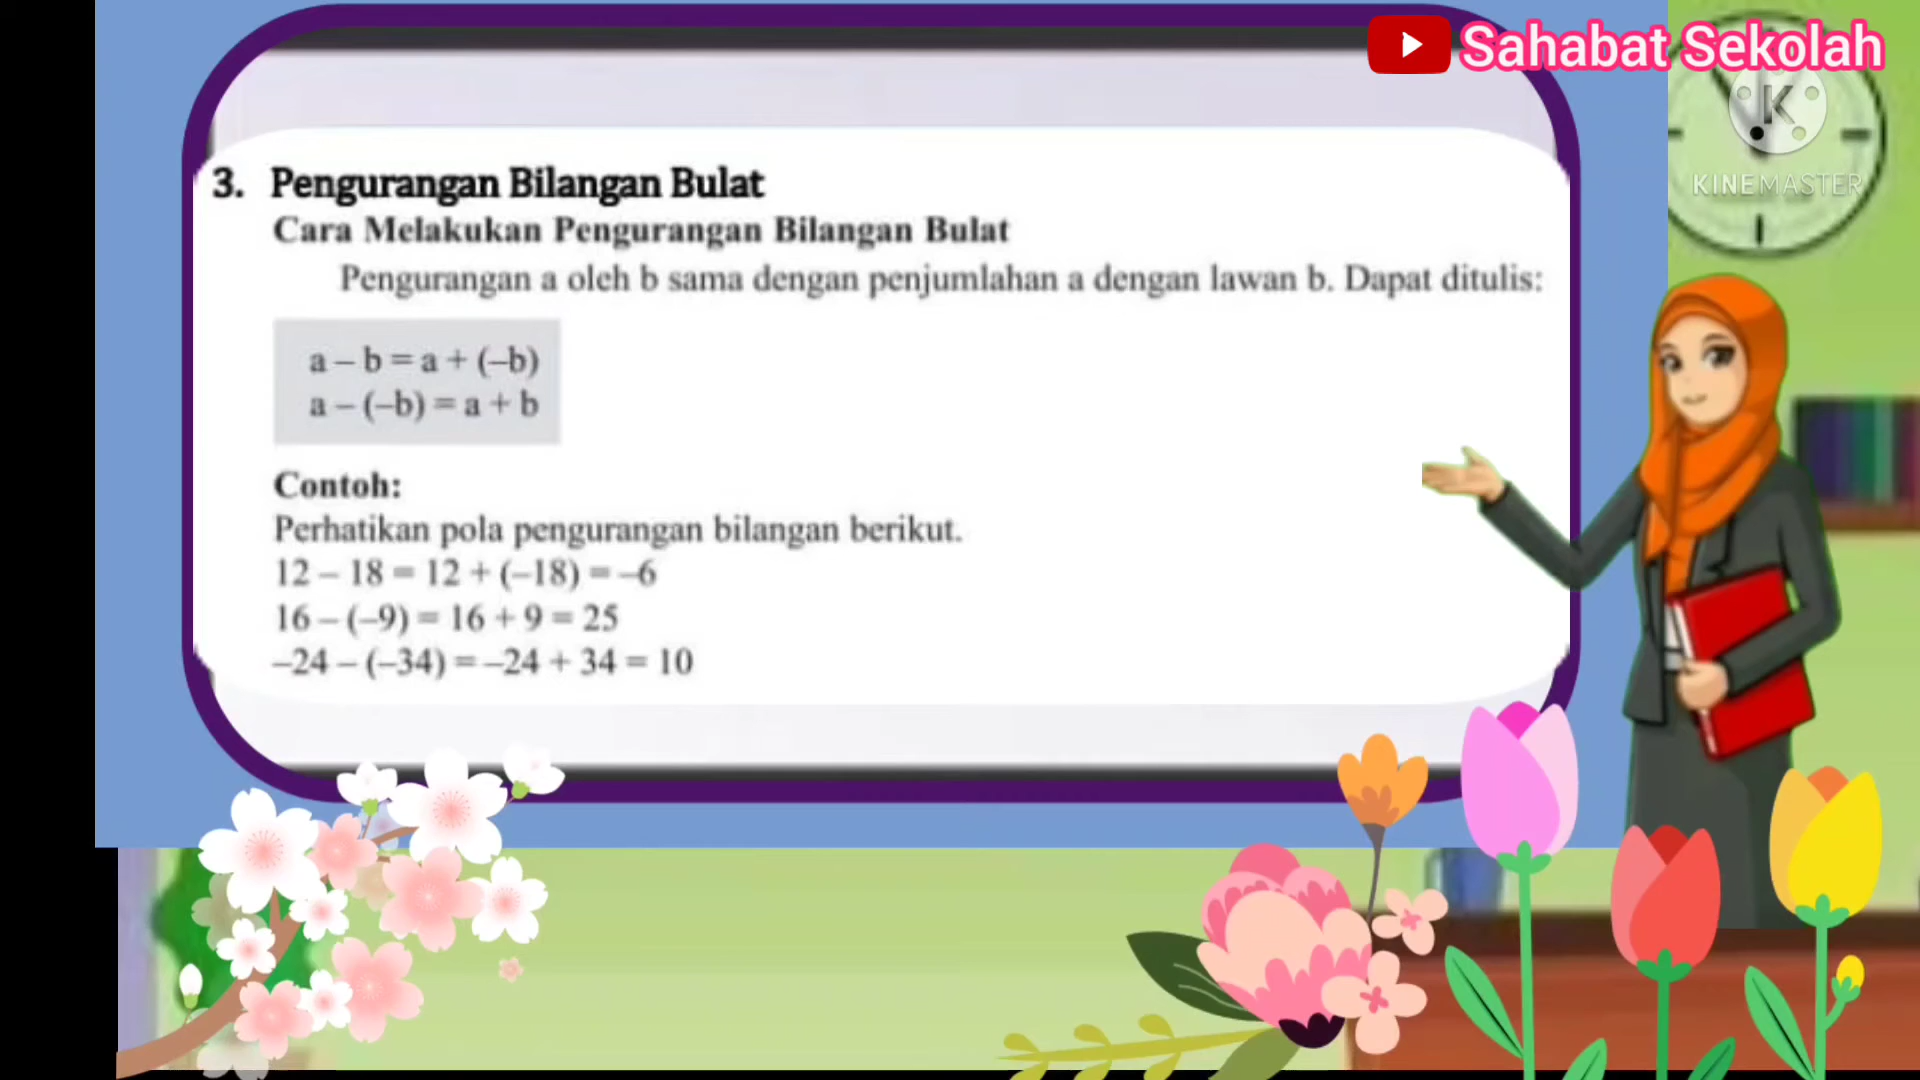 Sahabat Sekolah
K
KINEMASTER
3. Pengurangan Bilangan Bulat
Cara Melakukan Pengurangan Bilangan Bulat
Pengurangan a oleh b sama dengan penjumlahan a dengan lawan b. Dapat ditulis:
a – b = a + (–b)
a – (–b) = a + b
Contoh:
Perhatikan pola pengurangan bilangan berikut.
12 – 18 = 12 + (–18) = –6
16 – (–9) = 16 + 9 = 25
–24 – (–34) = –24 + 34 = 10